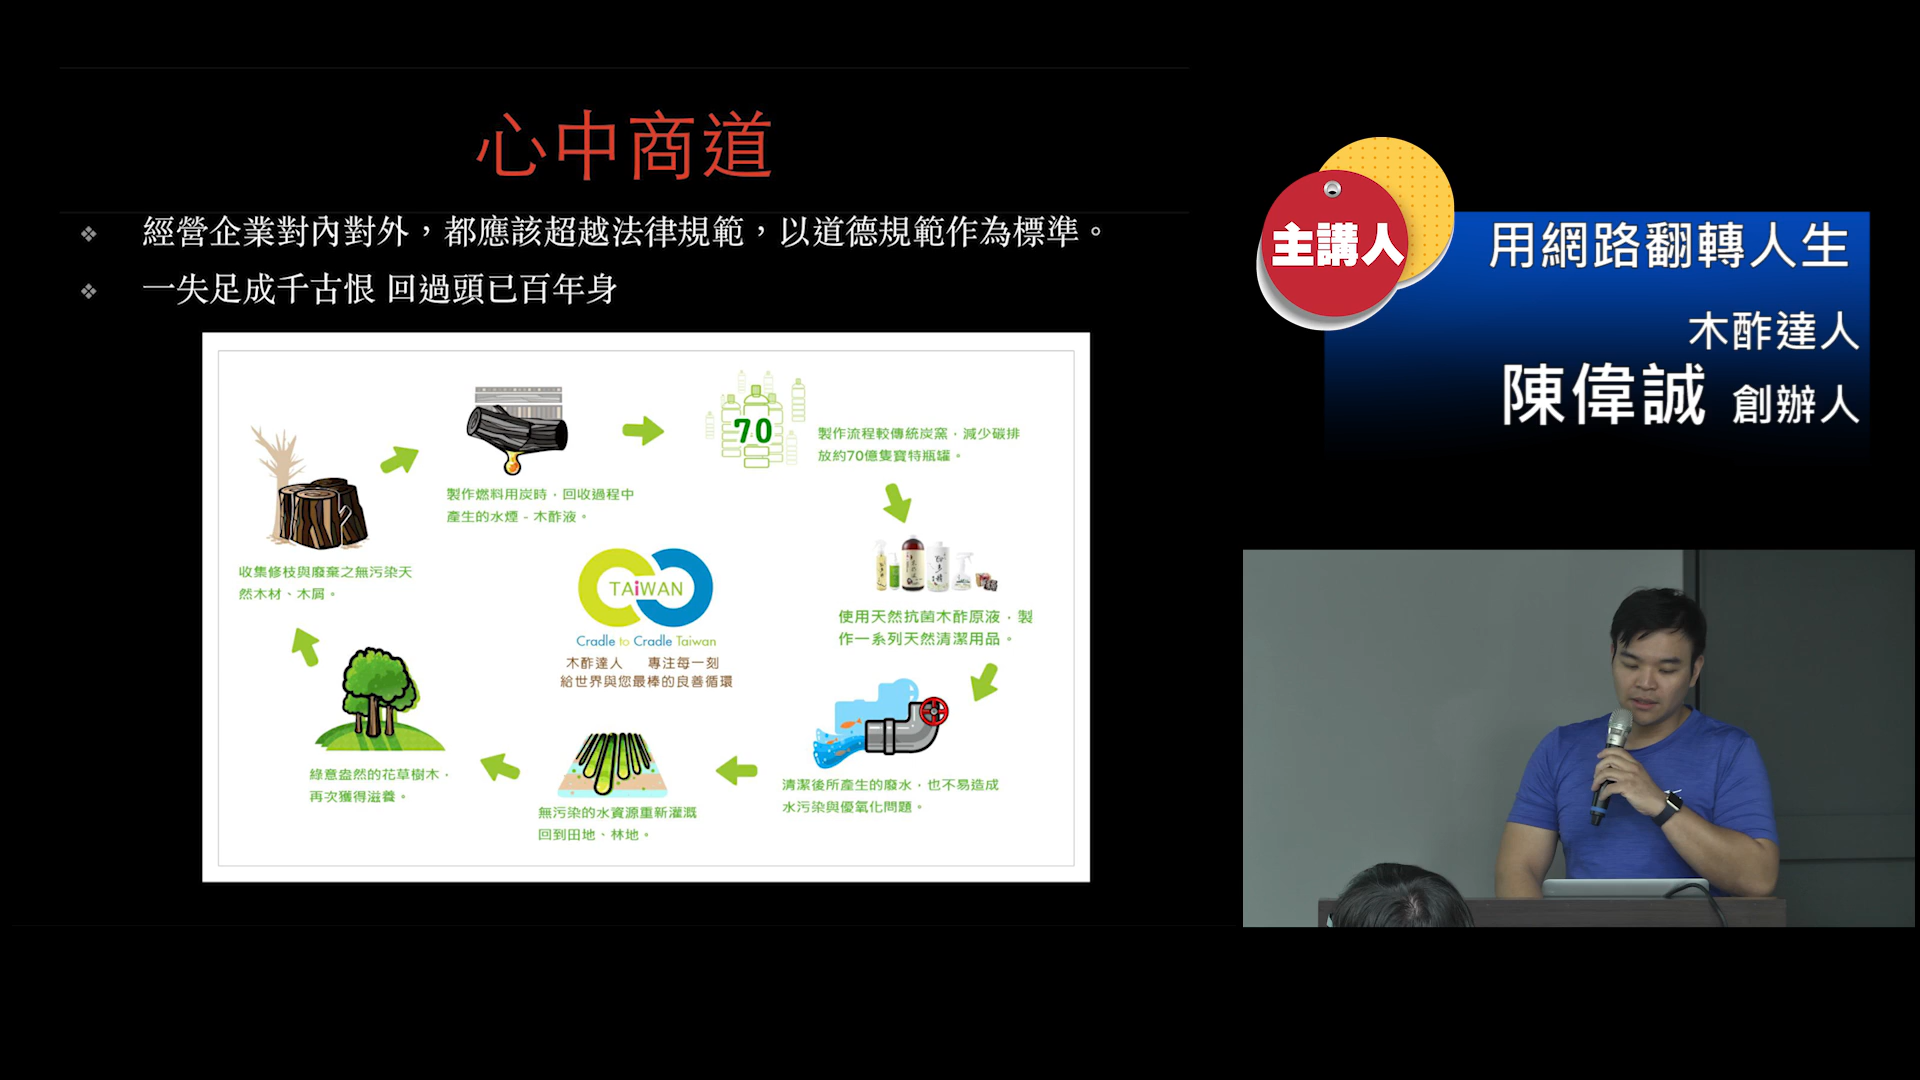 心中商道
經營企業對內對外，都應該超越法律規範，以道德規範作為標準。
一失足成千古恨 回過頭已百年身
70
製作流程較傳統炭窯，減少碳排
放約70億隻寶特瓶罐。
製作燃料用炭時，回收過程中
產生的水煙 - 木酢液。
收集修枝與廢棄之無污染天
然木材、木屑。
TAiWAN
Cradle to Cradle Taiwan
木酢達人 專注每一刻
給世界與您最棒的良善循環
使用天然抗菌木酢原液，製
作一系列天然清潔用品。
清潔後所產生的廢水，也不易造成
水污染與優氧化問題。
無污染的水資源重新灌溉
回到田地、林地。
綠意盎然的花草樹木，
再次獲得滋養。
主講人
用網路翻轉人生
木酢達人
陳偉誠 創辦人